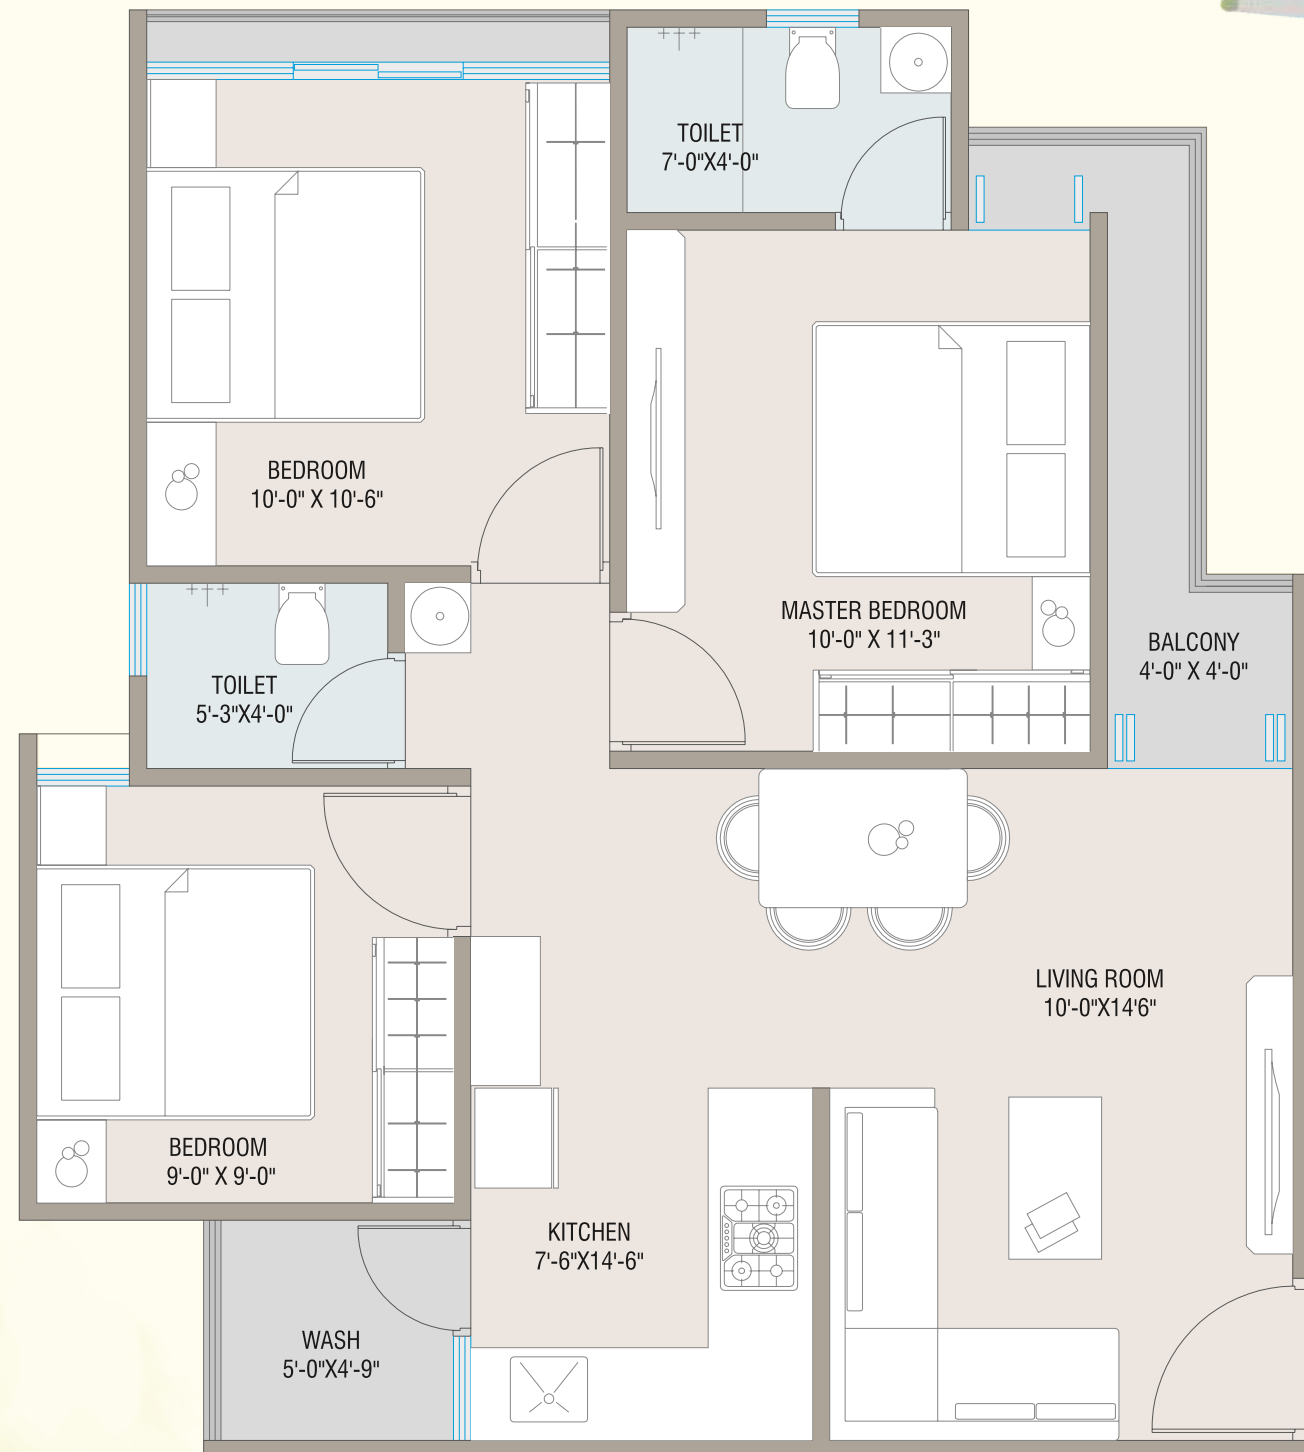 TOILET
7'-0"X4'-0"
BEDROOM
10'-0" X 10'-6"
MASTER BEDROOM
10'-0" X 11'-3"
BALCONY
4'-0" X 4'-0"
TOILET
5'-3"X4'-0"
LIVING ROOM
10'-0"X14'6"
BEDROOM
9'-0" X 9'-0"
KITCHEN
7'-6"X14'-6"
WASH
5'-0"X4'-9"